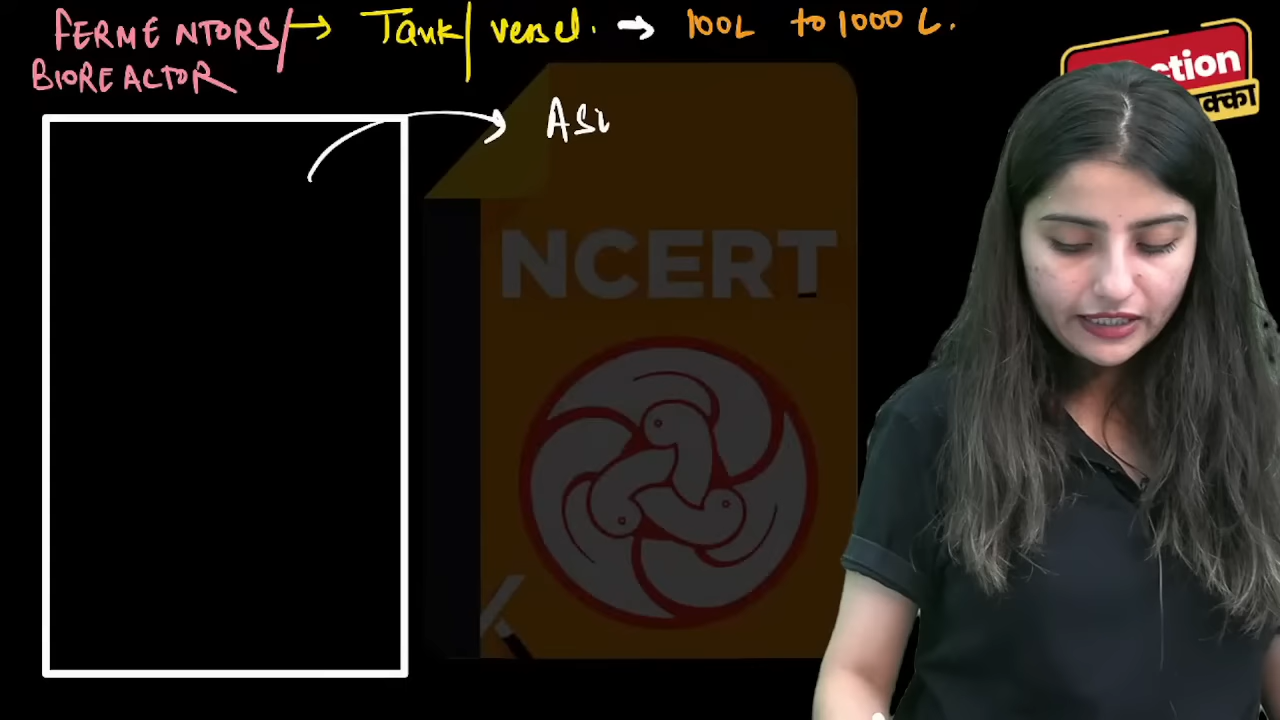 FERMENTORS/ → Tank/vessel. → 100L to 1000 L.
BIOREACTOR
ction
क्का
As
NCERT